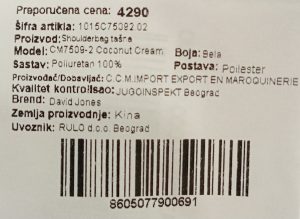 Preporučena cena: 4290
Šifra artikla: 1015C75092.02
Proizvod: Shoulderbag tašna
Model: CM7509-2 Coconut Cream Boja: Bela
Sastav: Poliuretan 100% Postava: Poliester
Proizvođač/Dobavljač: C.C.M.IMPORT EXPORT EN MAROQUINERIE
Kvalitet kontrolisao: JUGOINSPEKT Beograd
Brend: David Jones
Zemlja proizvodnje: Kina
Uvoznik: RULO d.o.o. Beograd
8605077900691